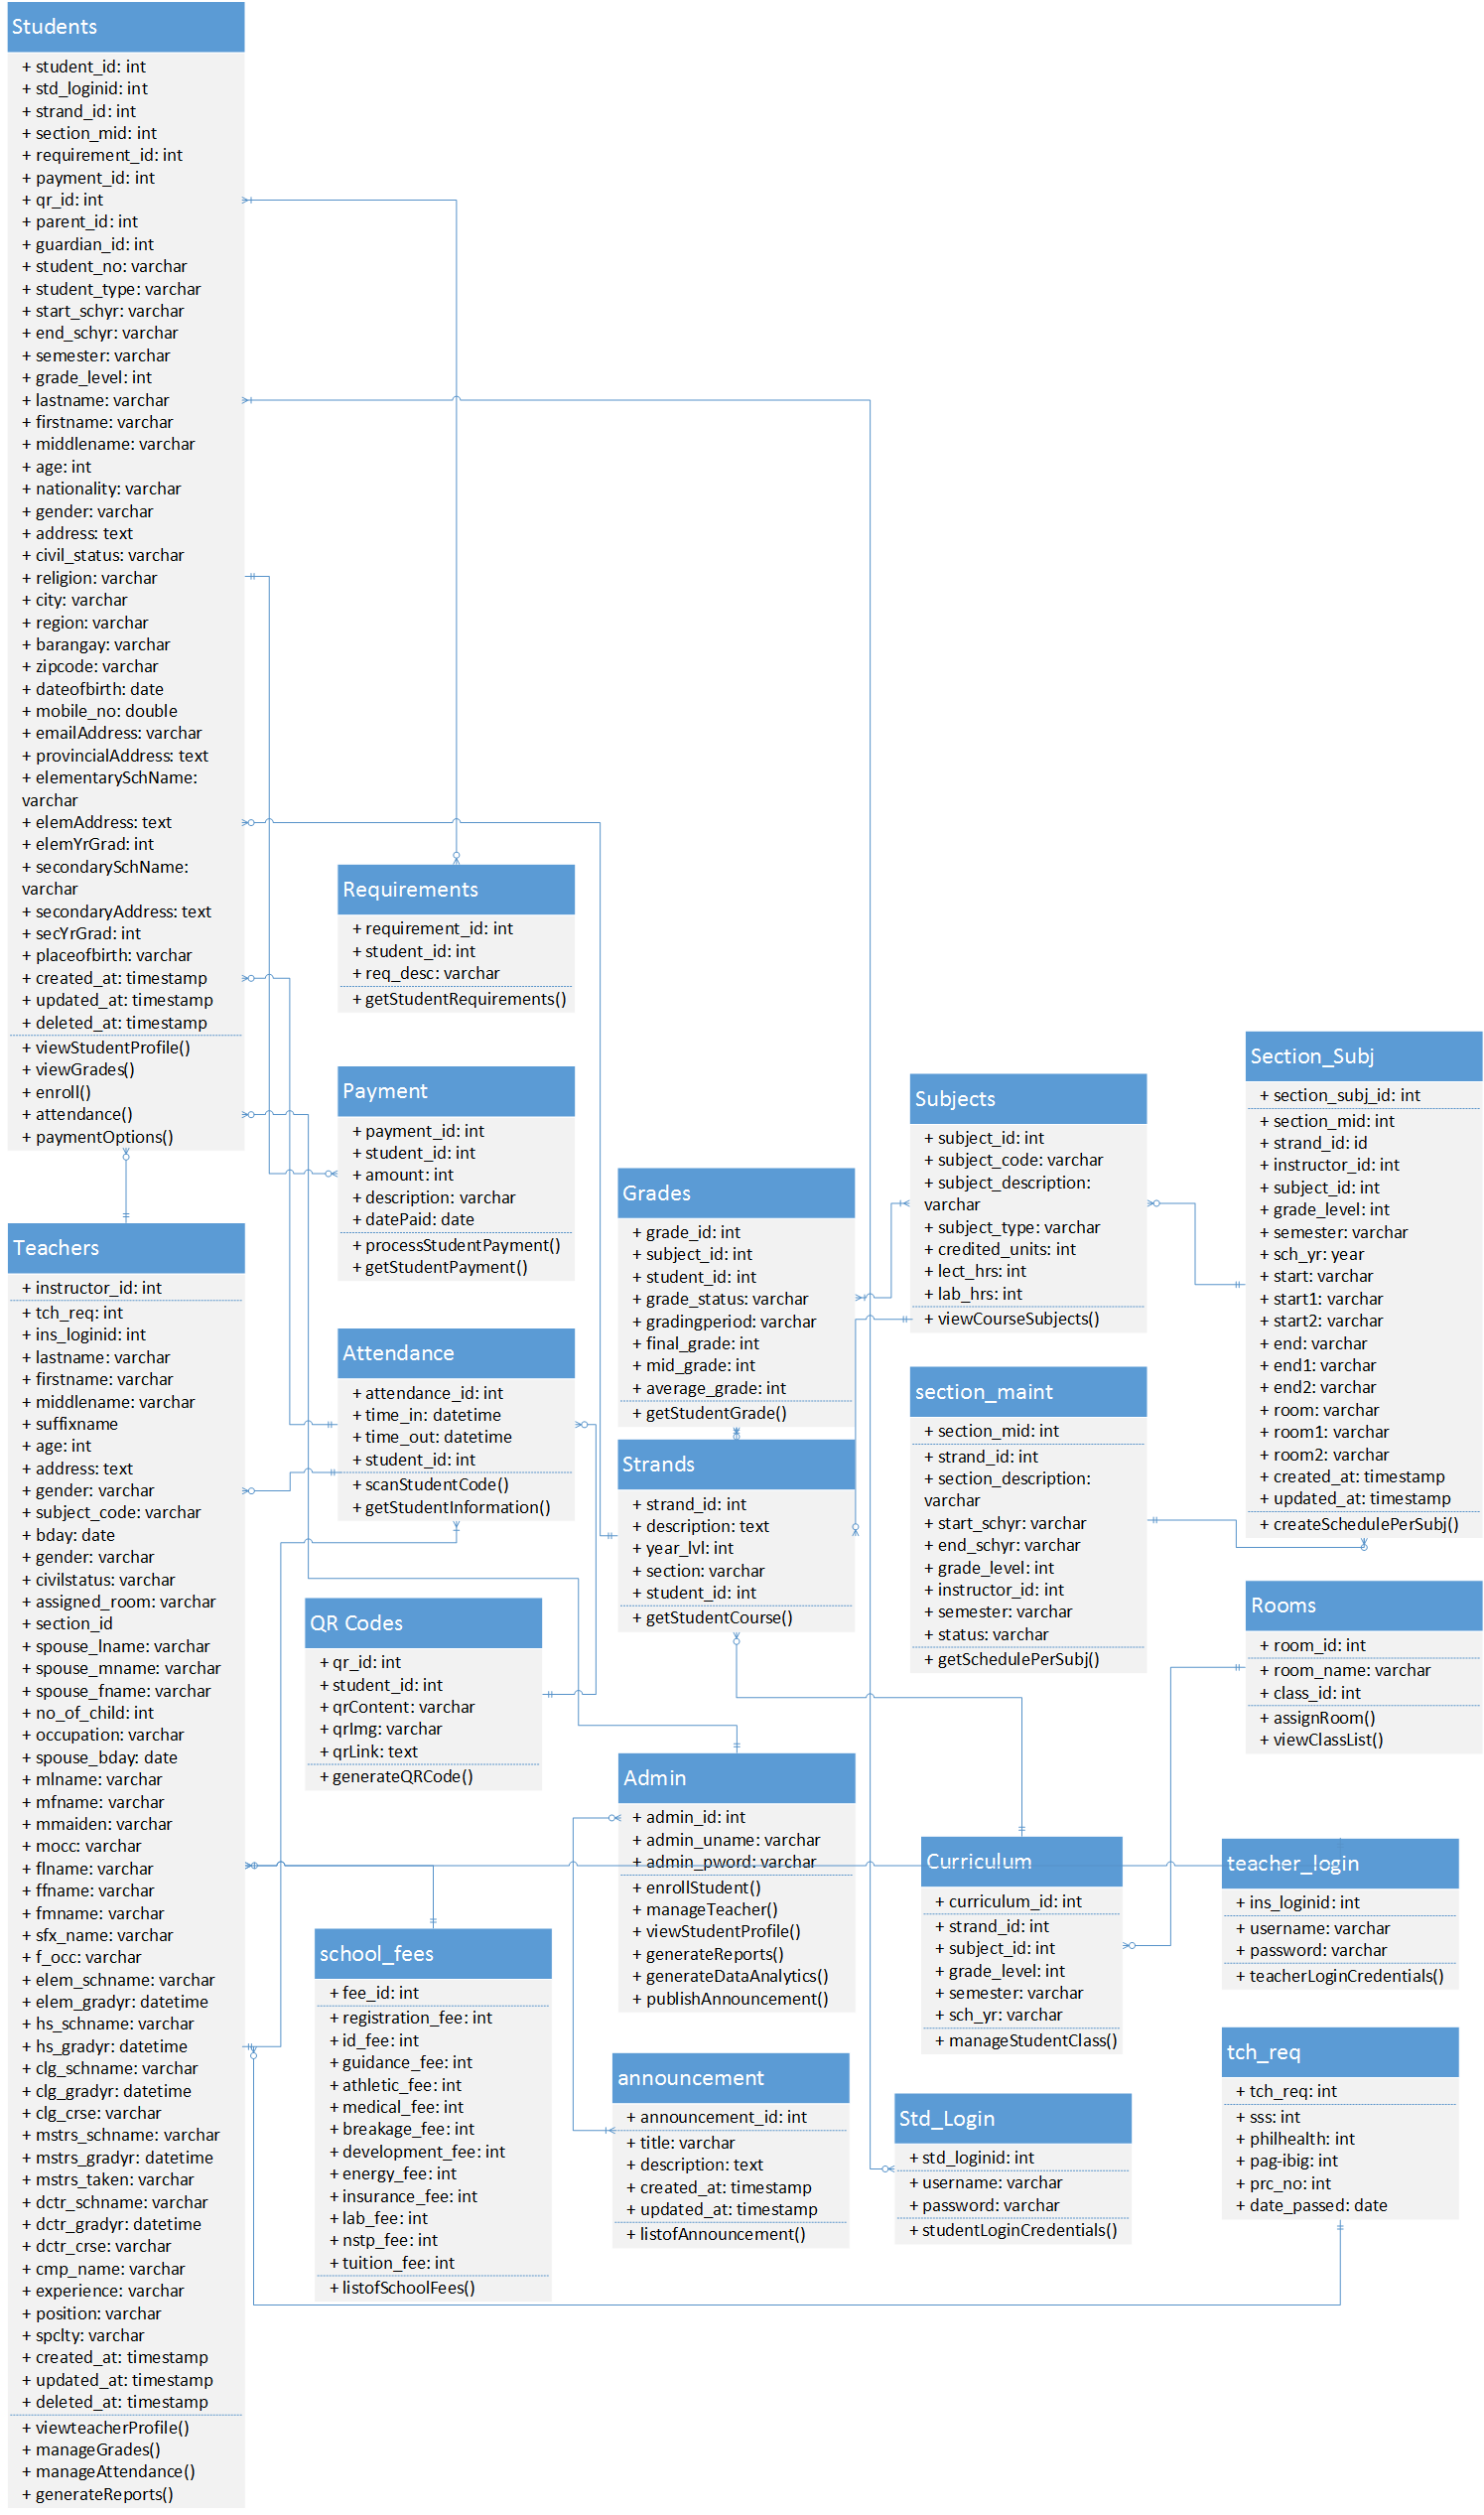 Students
+ student_id: int
+ std_loginid: int
+ strand_id: int
+ section_mid: int
+ requirement_id: int
+ payment_id: int
+ qr_id: int
+ parent_id: int
+ guardian_id: int
+ student_no: varchar
+ student_type: varchar
+ start_schyr: varchar
+ end_schyr: varchar
+ semester: varchar
+ grade_level: int
+ lastname: varchar
+ firstname: varchar
+ middlename: varchar
+ age: int
+ nationality: varchar
+ gender: varchar
+ address: text
+ civil_status: varchar
+ religion: varchar
+ city: varchar
+ region: varchar
+ barangay: varchar
+ zipcode: varchar
+ dateofbirth: date
+ mobile_no: double
+ emailAddress: varchar
+ provincialAddress: text
+ elementarySchName:
varchar
+ elemAddress: text
+ elemYrGrad: int
+ secondarySchName:
varchar
+ secondaryAddress: text
+ secYrGrad: int
+ placeofbirth: varchar
+ created_at: timestamp
+ updated_at: timestamp
+ deleted_at: timestamp
+ viewStudentProfile()
+ viewGrades()
+ enroll()
+ attendance()
+ paymentOptions()
Teachers
+ instructor_id: int
+ tch_req: int
+ ins_loginid: int
+ lastname: varchar
+ firstname: varchar
+ middlename: varchar
+ suffixname
+ age: int
+ address: text
+ gender: varchar
+ subject_code: varchar
+ bday: date
+ gender: varchar
+ civilstatus: varchar
+ assigned_room: varchar
+ section_id
+ spouse_lname: varchar
+ spouse_mname: varchar
+ spouse_fname: varchar
+ no_of_child: int
+ occupation: varchar
+ spouse_bday: date
+ mlname: varchar
+ mfname: varchar
+ mmaiden: varchar
+ mocc: varchar
+ flname: varchar
+ ffname: varchar
+ fmname: varchar
+ sfx_name: varchar
+ f_occ: varchar
+ elem_schname: varchar
+ elem_gradyr: datetime
+ hs_schname: varchar
+ hs_gradyr: datetime
+ clg_schname: varchar
+ clg_gradyr: datetime
+ clg_crse: varchar
+ mstrs_schname: varchar
+ mstrs_gradyr: datetime
+ mstrs_taken: varchar
+ dctr_schname: varchar
+ dctr_gradyr: datetime
+ dctr_crse: varchar
+ cmp_name: varchar
+ experience: varchar
+ position: varchar
+ spclty: varchar
+ created_at: timestamp
+ updated_at: timestamp
+ deleted_at: timestamp
+ viewteacherProfile()
+ manageGrades()
+ manageAttendance()
+ generateReports()
Requirements
+ requirement_id: int
+ student_id: int
+ req_desc: varchar
+ getStudentRequirements()
Payment
+ payment_id: int
+ student_id: int
+ amount: int
+ description: varchar
+ datePaid: date
+ processStudentPayment()
+ getStudentPayment()
Attendance
+ attendance_id: int
+ time_in: datetime
+ time_out: datetime
+ student_id: int
+ scanStudentCode()
+ getStudentInformation()
QR Codes
+ qr_id: int
+ student_id: int
+ qrContent: varchar
+ qrImg: varchar
+ qrLink: text
+ generateQRCode()
school_fees
+ fee_id: int
+ registration_fee: int
+ id_fee: int
+ guidance_fee: int
+ athletic_fee: int
+ medical_fee: int
+ breakage_fee: int
+ development_fee: int
+ energy_fee: int
+ insurance_fee: int
+ lab_fee: int
+ nstp_fee: int
+ tuition_fee: int
+ listofSchoolFees()
Grades
+ grade_id: int
+ subject_id: int
+ student_id: int
+ grade_status: varchar
+ gradingperiod: varchar
+ final_grade: int
+ mid_grade: int
+ average_grade: int
+ getStudentGrade()
Strands
+ strand_id: int
+ description: text
+ year_lvl: int
+ section: varchar
+ student_id: int
+ getStudentCourse()
Admin
+ admin_id: int
+ admin_uname: varchar
+ admin_pword: varchar
+ enrollStudent()
+ manageTeacher()
+ viewStudentProfile()
+ generateReports()
+ generateDataAnalytics()
+ publishAnnouncement()
announcement
+ announcement_id: int
+ title: varchar
+ description: text
+ created_at: timestamp
+ updated_at: timestamp
+ listofAnnouncement()
Subjects
+ subject_id: int
+ subject_code: varchar
+ subject_description:
varchar
+ subject_type: varchar
+ credited_units: int
+ lect_hrs: int
+ lab_hrs: int
+ viewCourseSubjects()
section_maint
+ section_mid: int
+ strand_id: int
+ section_description:
varchar
+ start_schyr: varchar
+ end_schyr: varchar
+ grade_level: int
+ instructor_id: int
+ semester: varchar
+ status: varchar
+ getSchedulePerSubj()
Curriculum
+ curriculum_id: int
+ strand_id: int
+ subject_id: int
+ grade_level: int
+ semester: varchar
+ sch_yr: varchar
+ manageStudentClass()
Std_Login
+ std_loginid: int
+ username: varchar
+ password: varchar
+ studentLoginCredentials()
Section_Subj
+ section_subj_id: int
+ section_mid: int
+ strand_id: id
+ instructor_id: int
+ subject_id: int
+ grade_level: int
+ semester: varchar
+ sch_yr: year
+ start: varchar
+ start1: varchar
+ start2: varchar
+ end: varchar
+ end1: varchar
+ end2: varchar
+ room: varchar
+ room1: varchar
+ room2: varchar
+ created_at: timestamp
+ updated_at: timestamp
+ createSchedulePerSubj()
Rooms
+ room_id: int
+ room_name: varchar
+ class_id: int
+ assignRoom()
+ viewClassList()
teacher_login
+ ins_loginid: int
+ username: varchar
+ password: varchar
+ teacherLoginCredentials()
tch_req
+ tch_req: int
+ sss: int
+ philhealth: int
+ pag-ibig: int
+ prc_no: int
+ date_passed: date